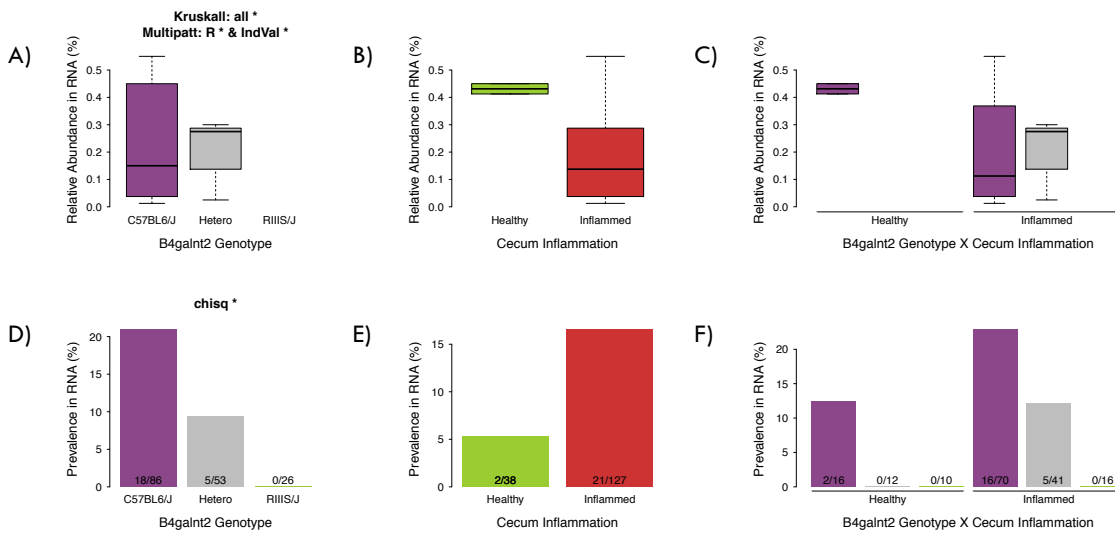 Kruskall: all *
Multipatt: R * & IndVal *
A)
Relative Abundance in RNA (%)
0.5
0.4
0.3
0.2
0.1
0.0
C57BL6/J Hetero RIIIS/J
B4galnt2 Genotype
B)
Relative Abundance in RNA (%)
0.5
0.4
0.3
0.2
0.1
0.0
Healthy Inflammed
Cecum Inflammation
C)
Relative Abundance in RNA (%)
0.5
0.4
0.3
0.2
0.1
0.0
Healthy Inflammed
B4galnt2 Genotype X Cecum Inflammation
chisq *
D)
Prevalence in RNA (%)
20
15
10
5
0
18/86 5/53 0/26
C57BL6/J Hetero RIIIS/J
B4galnt2 Genotype
E)
Prevalence in RNA (%)
15
10
5
0
2/38 21/127
Healthy Inflammed
Cecum Inflammation
F)
Prevalence in RNA (%)
20
15
10
5
0
2/16 0/12 0/10 16/70 5/41 0/16
Healthy Inflammed
B4galnt2 Genotype X Cecum Inflammation